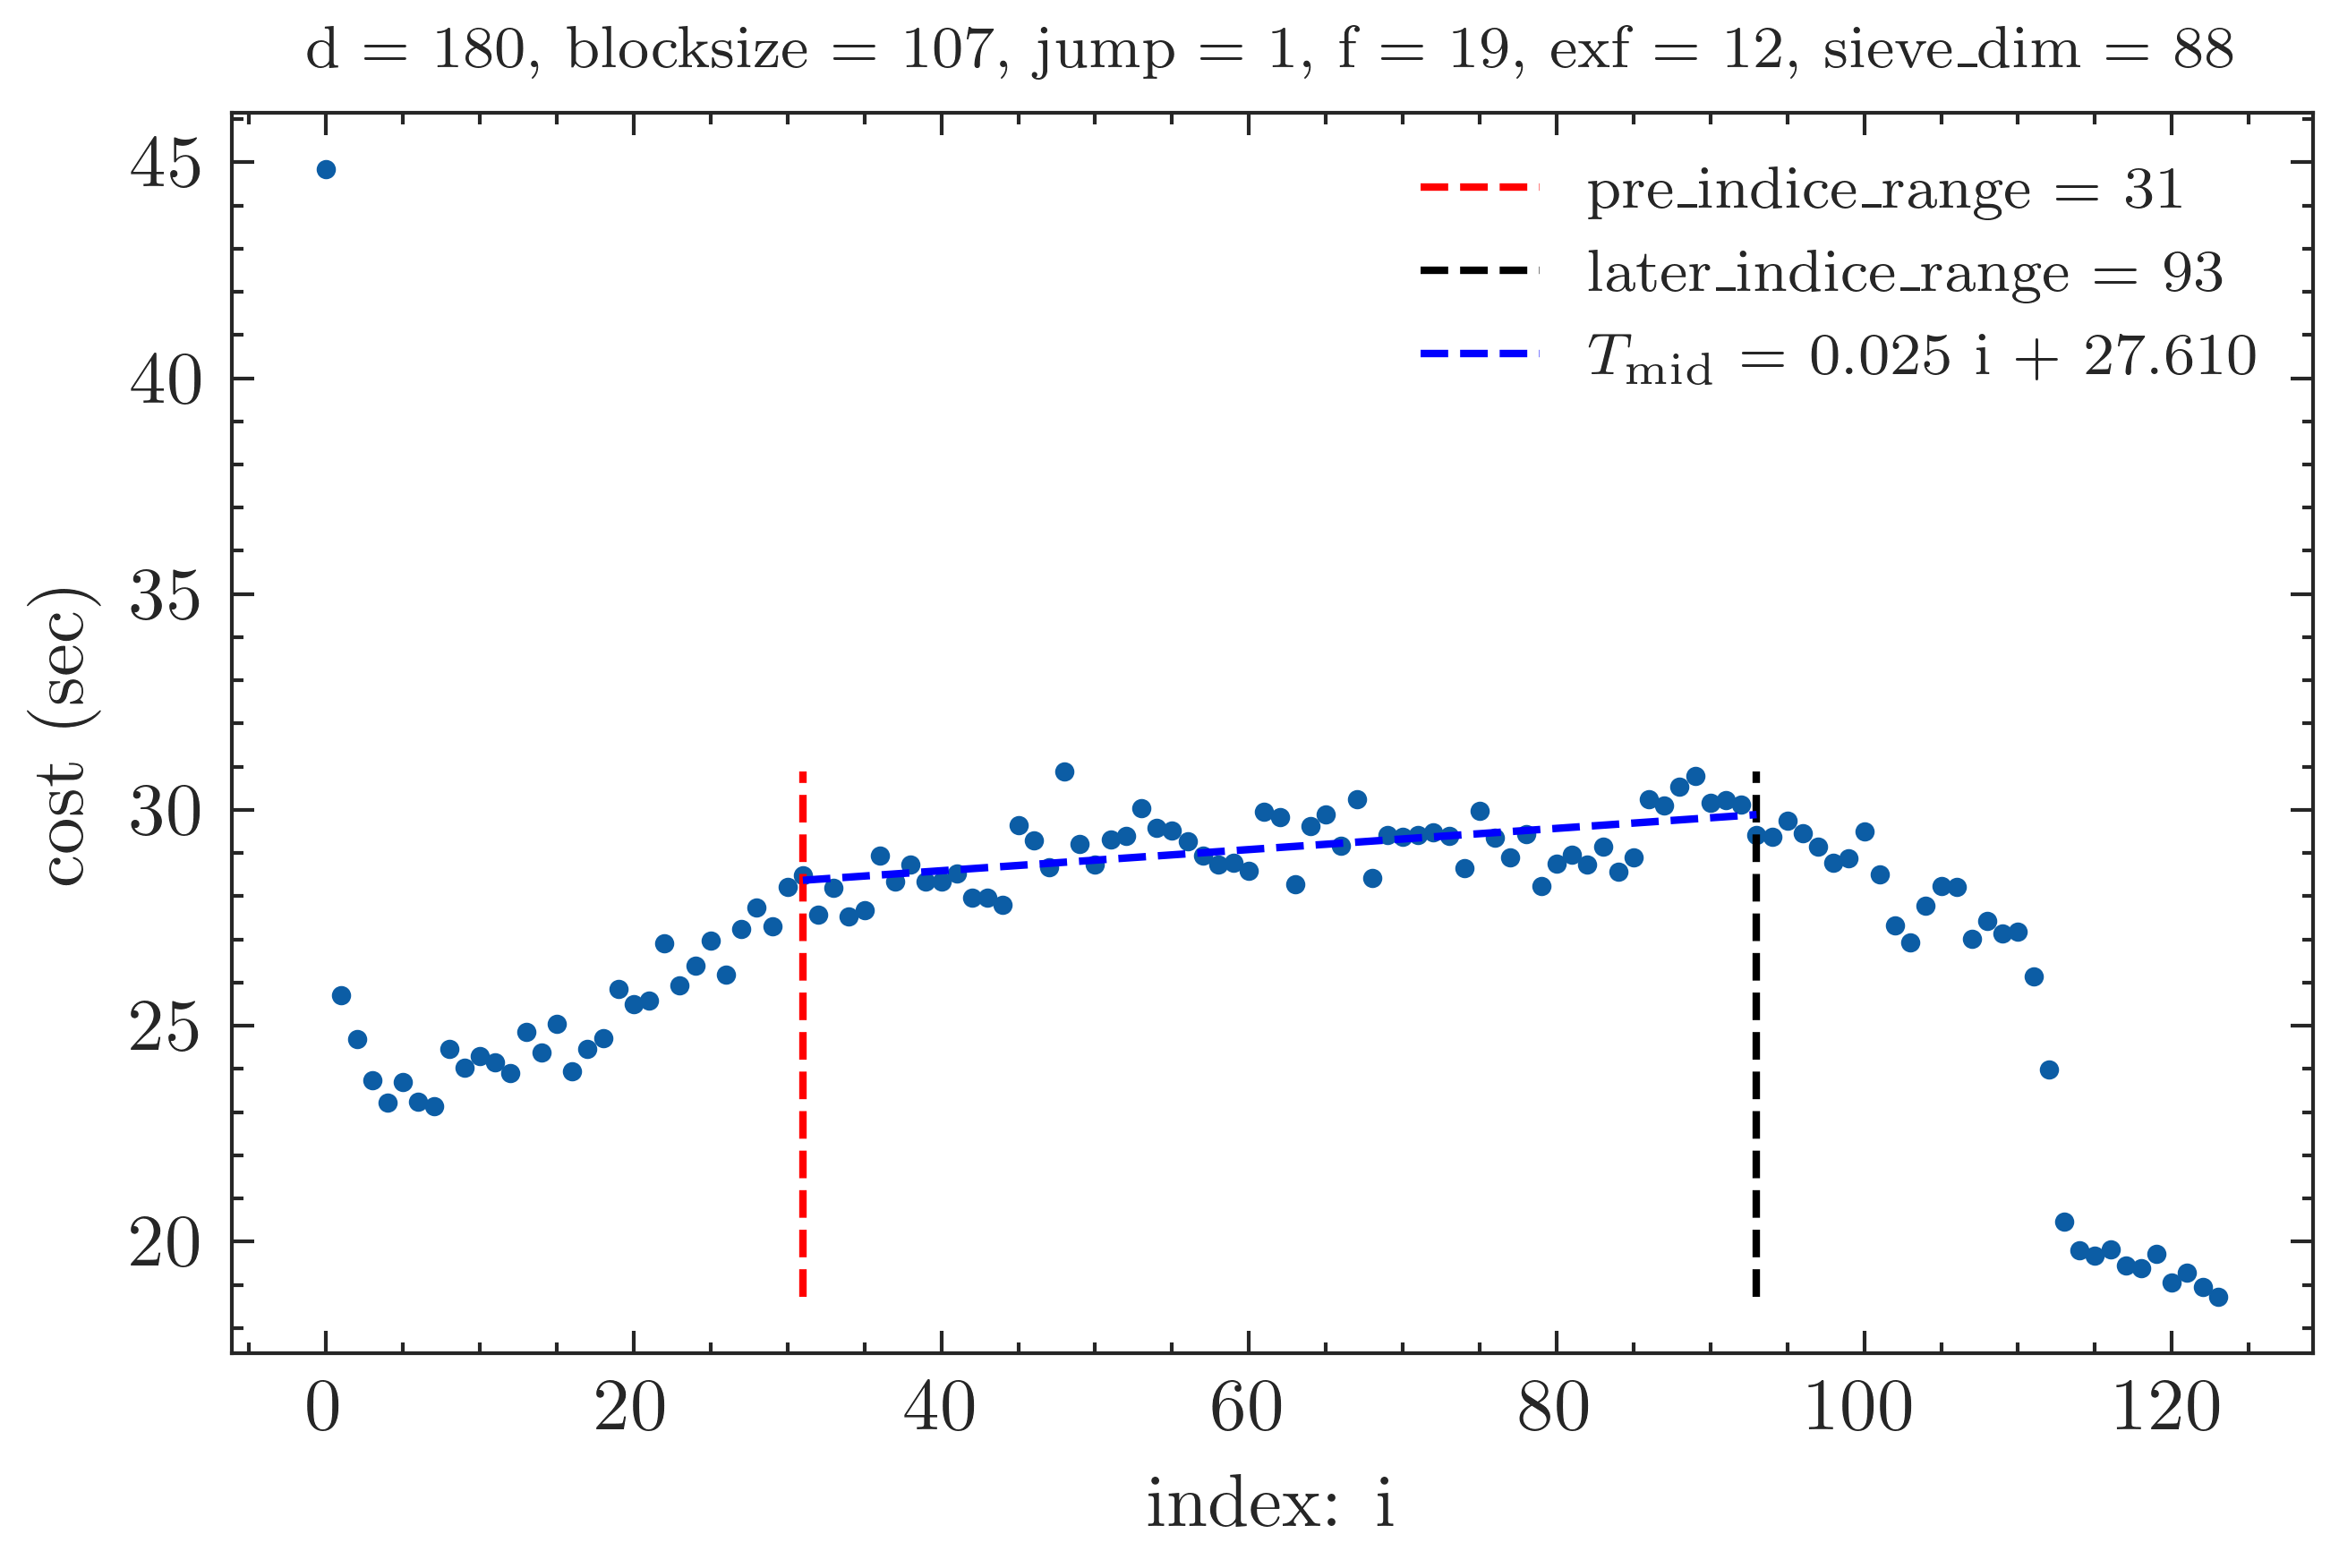 d = 180, blocksize = 107, jump = 1, f = 19, exf = 12, sieve_dim = 88
45
40
35
30
25
20
cost (sec)
pre_indice_range = 31
later_indice_range = 93
T_mid = 0.025 i + 27.610
0 20 40 60 80 100 120
index: i